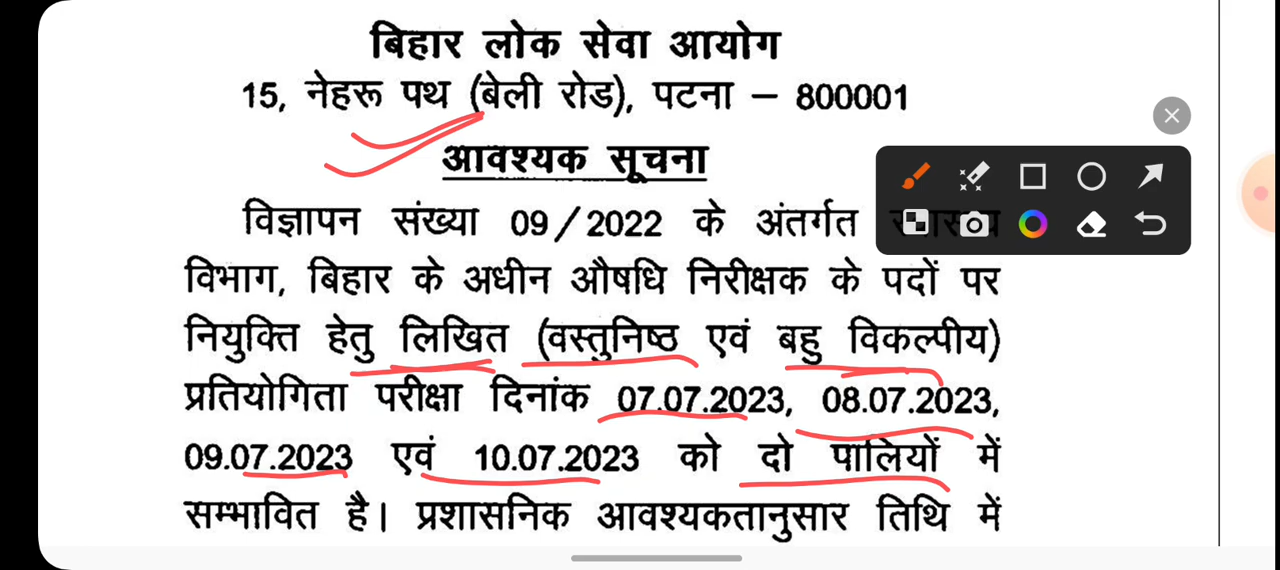 बिहार लोक सेवा आयोग
15, नेहरू पथ (बेली रोड), पटना – 800001
आवश्यक सूचना
विज्ञापन संख्या 09/2022 के अंतर्गत
विभाग, बिहार के अधीन औषधि निरीक्षक के पदों पर
नियुक्ति हेतु लिखित (वस्तुनिष्ठ एवं बहु विकल्पीय)
प्रतियोगिता परीक्षा दिनांक 07.07.2023, 08.07.2023,
09.07.2023 एवं 10.07.2023 को दो पालियों में
सम्भावित है। प्रशासनिक आवश्यकतानुसार तिथि में